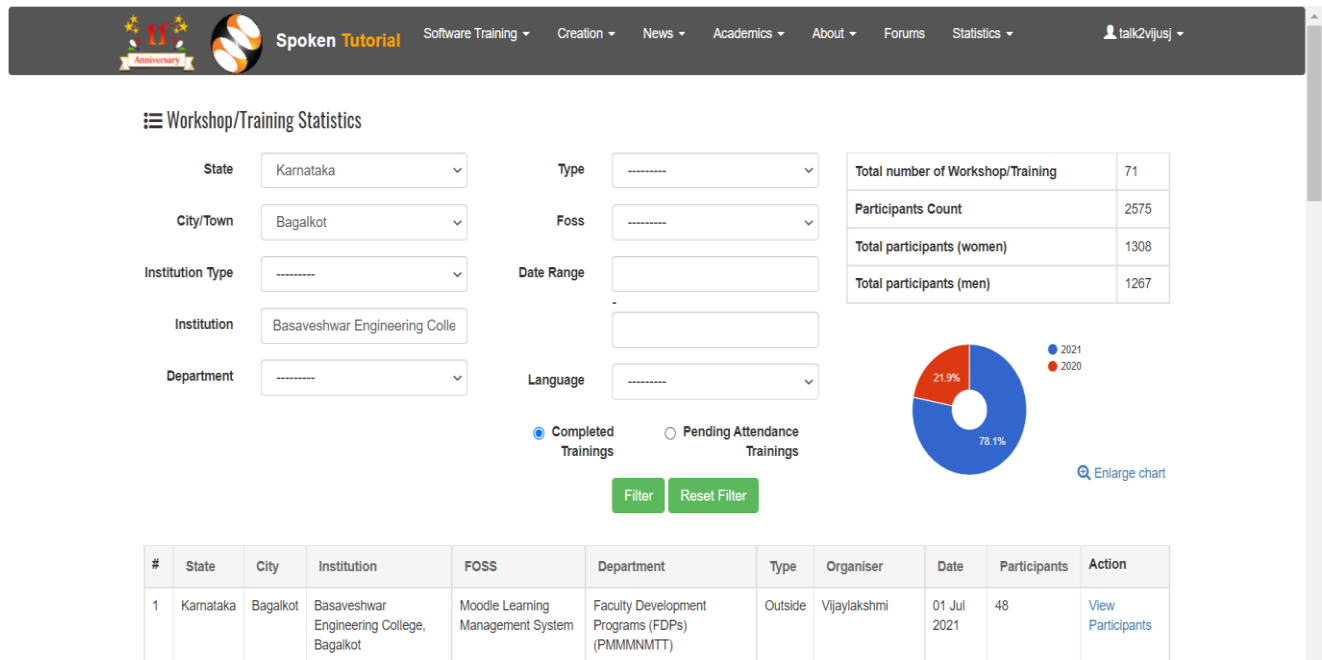 11
Anniversary
Spoken Tutorial
Software Training
Creation
News
Academics
About
Forums
Statistics
talk2vijusj
Workshop/Training Statistics
State
Karnataka
Type
---------
City/Town
Bagalkot
Foss
---------
Institution Type
---------
Date Range
-
Institution
Basaveshwar Engineering Colle
Department
---------
Language
---------
Completed
Trainings
Pending Attendance
Trainings
Filter
Reset Filter
Total number of Workshop/Training 71
Participants Count 2575
Total participants (women) 1308
Total participants (men) 1267
2021
2020
21.9%
78.1%
Enlarge chart
# State City Institution FOSS Department Type Organiser Date Participants Action
1 Karnataka Bagalkot Basaveshwar Moodle Learning Faculty Development Outside Vijaylakshmi 01 Jul 48 View
Engineering College, Management System Programs (FDPs) 2021 Participants
Bagalkot (PMMMNMTT)